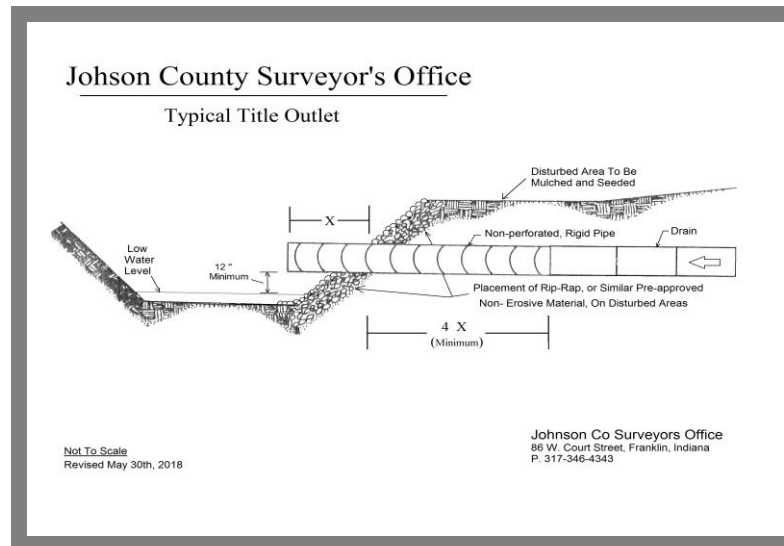 Johson County Surveyor's Office
Typical Title Outlet
Disturbed Area To Be
Mulched and Seeded
X
Non-perforated, Rigid Pipe
Drain
Low
Water
Level
12 "
Minimum
Placement of Rip-Rap, or Similar Pre-approved
Non- Erosive Material, On Disturbed Areas
4 X
(Minimum)
Not To Scale
Revised May 30th, 2018
Johnson Co Surveyors Office
86 W. Court Street, Franklin, Indiana
P. 317-346-4343